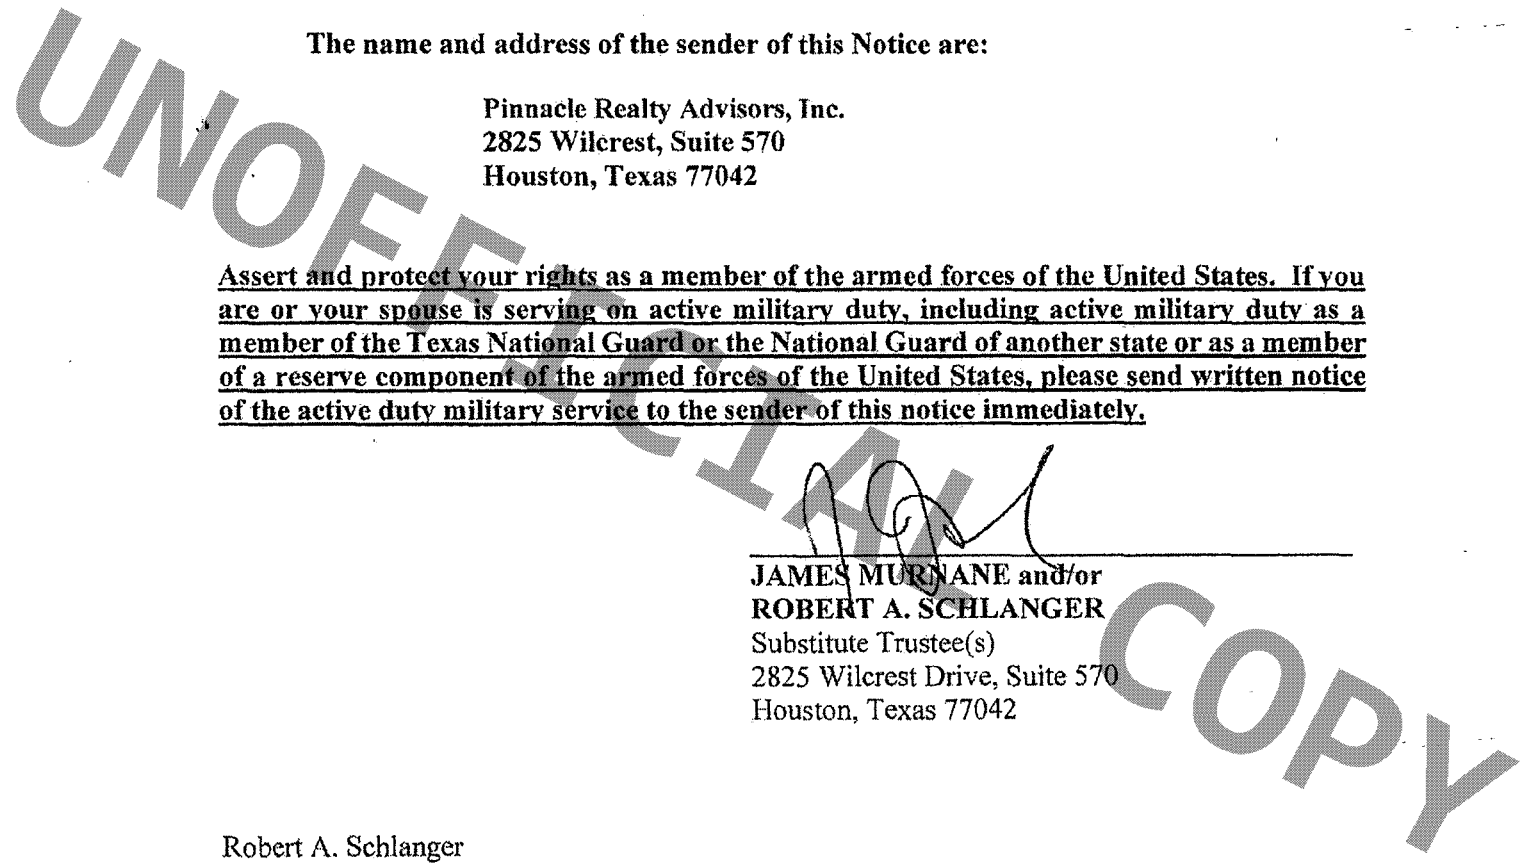 The name and address of the sender of this Notice are:
Pinnacle Realty Advisors, Inc.
2825 Wilcrest, Suite 570
Houston, Texas 77042
Assert and protect your rights as a member of the armed forces of the United States. If you
are or your spouse is serving on active military duty, including active military duty as a
member of the Texas National Guard or the National Guard of another state or as a member
of a reserve component of the armed forces of the United States, please send written notice
of the active duty military service to the sender of this notice immediately.
JAMES MURNANE and/or
ROBERT A. SCHLANGER
Substitute Trustee(s)
2825 Wilcrest Drive, Suite 570
Houston, Texas 77042
Robert A. Schlanger
UNOFFICIAL COPY